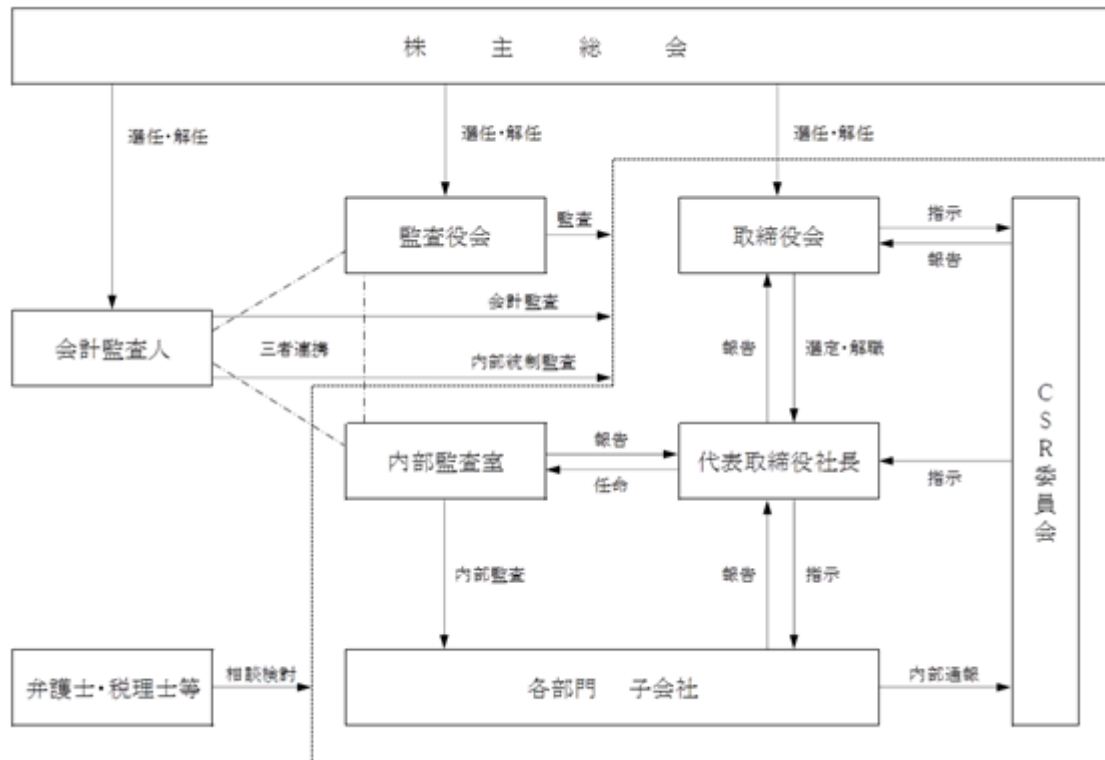 株主総会
選任・解任
選任・解任
選任・解任
監査役会
監査
取締役会
指示
報告
会計監査人
会計監査
三者連携
内部統制監査
報告
選定・解職
CSR委員会
内部監査室
報告
任命
代表取締役社長
指示
内部監査
報告
指示
弁護士・税理士等
相談検討
各部門 子会社
内部通報